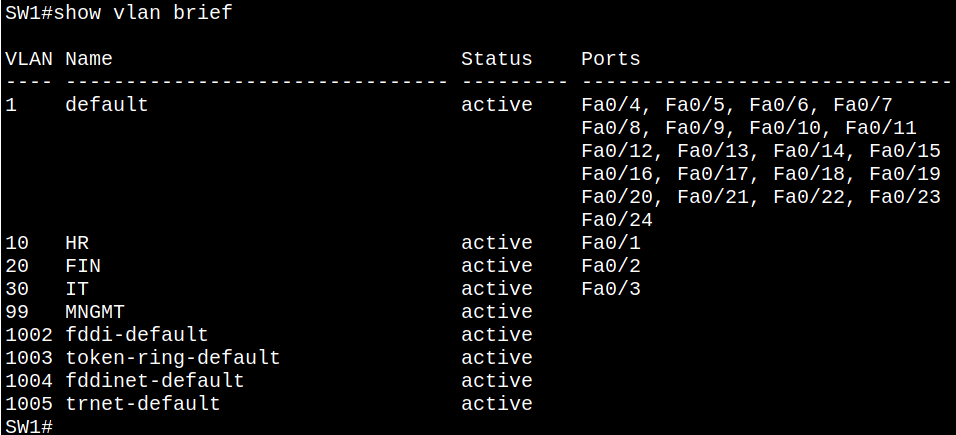 SW1#show vlan brief
VLAN Name                             Status    Ports
---- -------------------------------- --------- -------------------------------
1    default                          active    Fa0/4, Fa0/5, Fa0/6, Fa0/7
                                                Fa0/8, Fa0/9, Fa0/10, Fa0/11
                                                Fa0/12, Fa0/13, Fa0/14, Fa0/15
                                                Fa0/16, Fa0/17, Fa0/18, Fa0/19
                                                Fa0/20, Fa0/21, Fa0/22, Fa0/23
                                                Fa0/24
10   HR                               active    Fa0/1
20   FIN                              active    Fa0/2
30   IT                               active    Fa0/3
99   MNGMT                            active
1002 fddi-default                     active
1003 token-ring-default               active
1004 fddinet-default                  active
1005 trnet-default                    active
SW1#